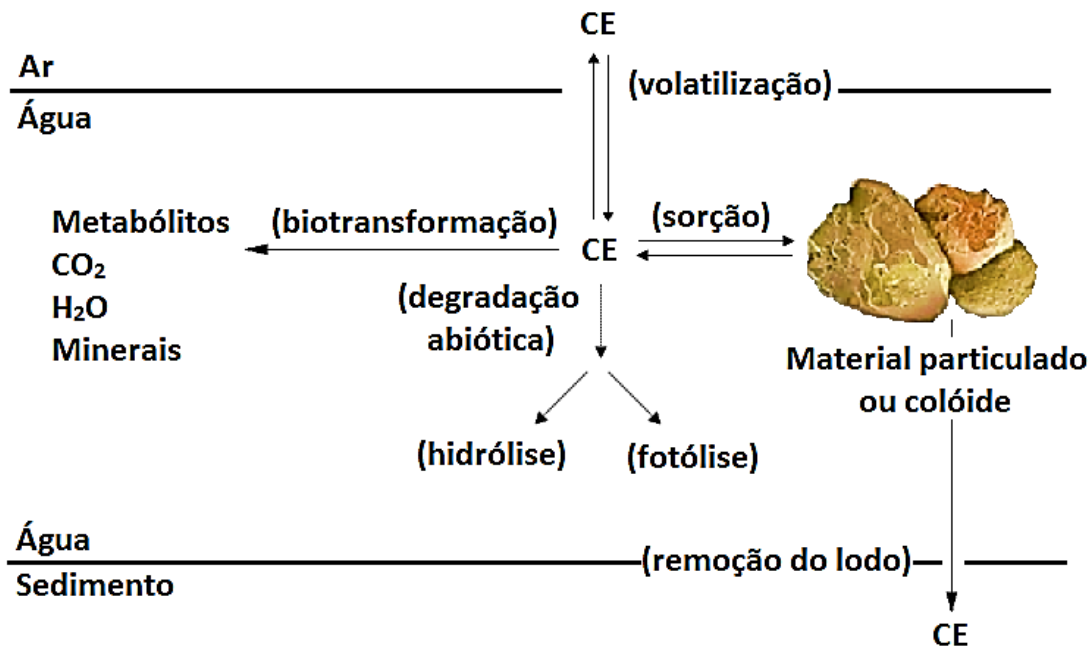 CE
Ar
(volatilização)
Água
Metabólitos
(biotransformação)
CE
(sorção)
CO₂
H₂O
Minerais
(degradação
abiótica)
Material particulado
ou colóide
(hidrólise)
(fotólise)
Água
(remoção do lodo)
Sedimento
CE